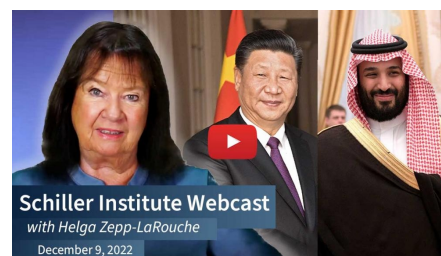 Schiller Institute Webcast
with Helga Zepp-LaRouche
December 9, 2022